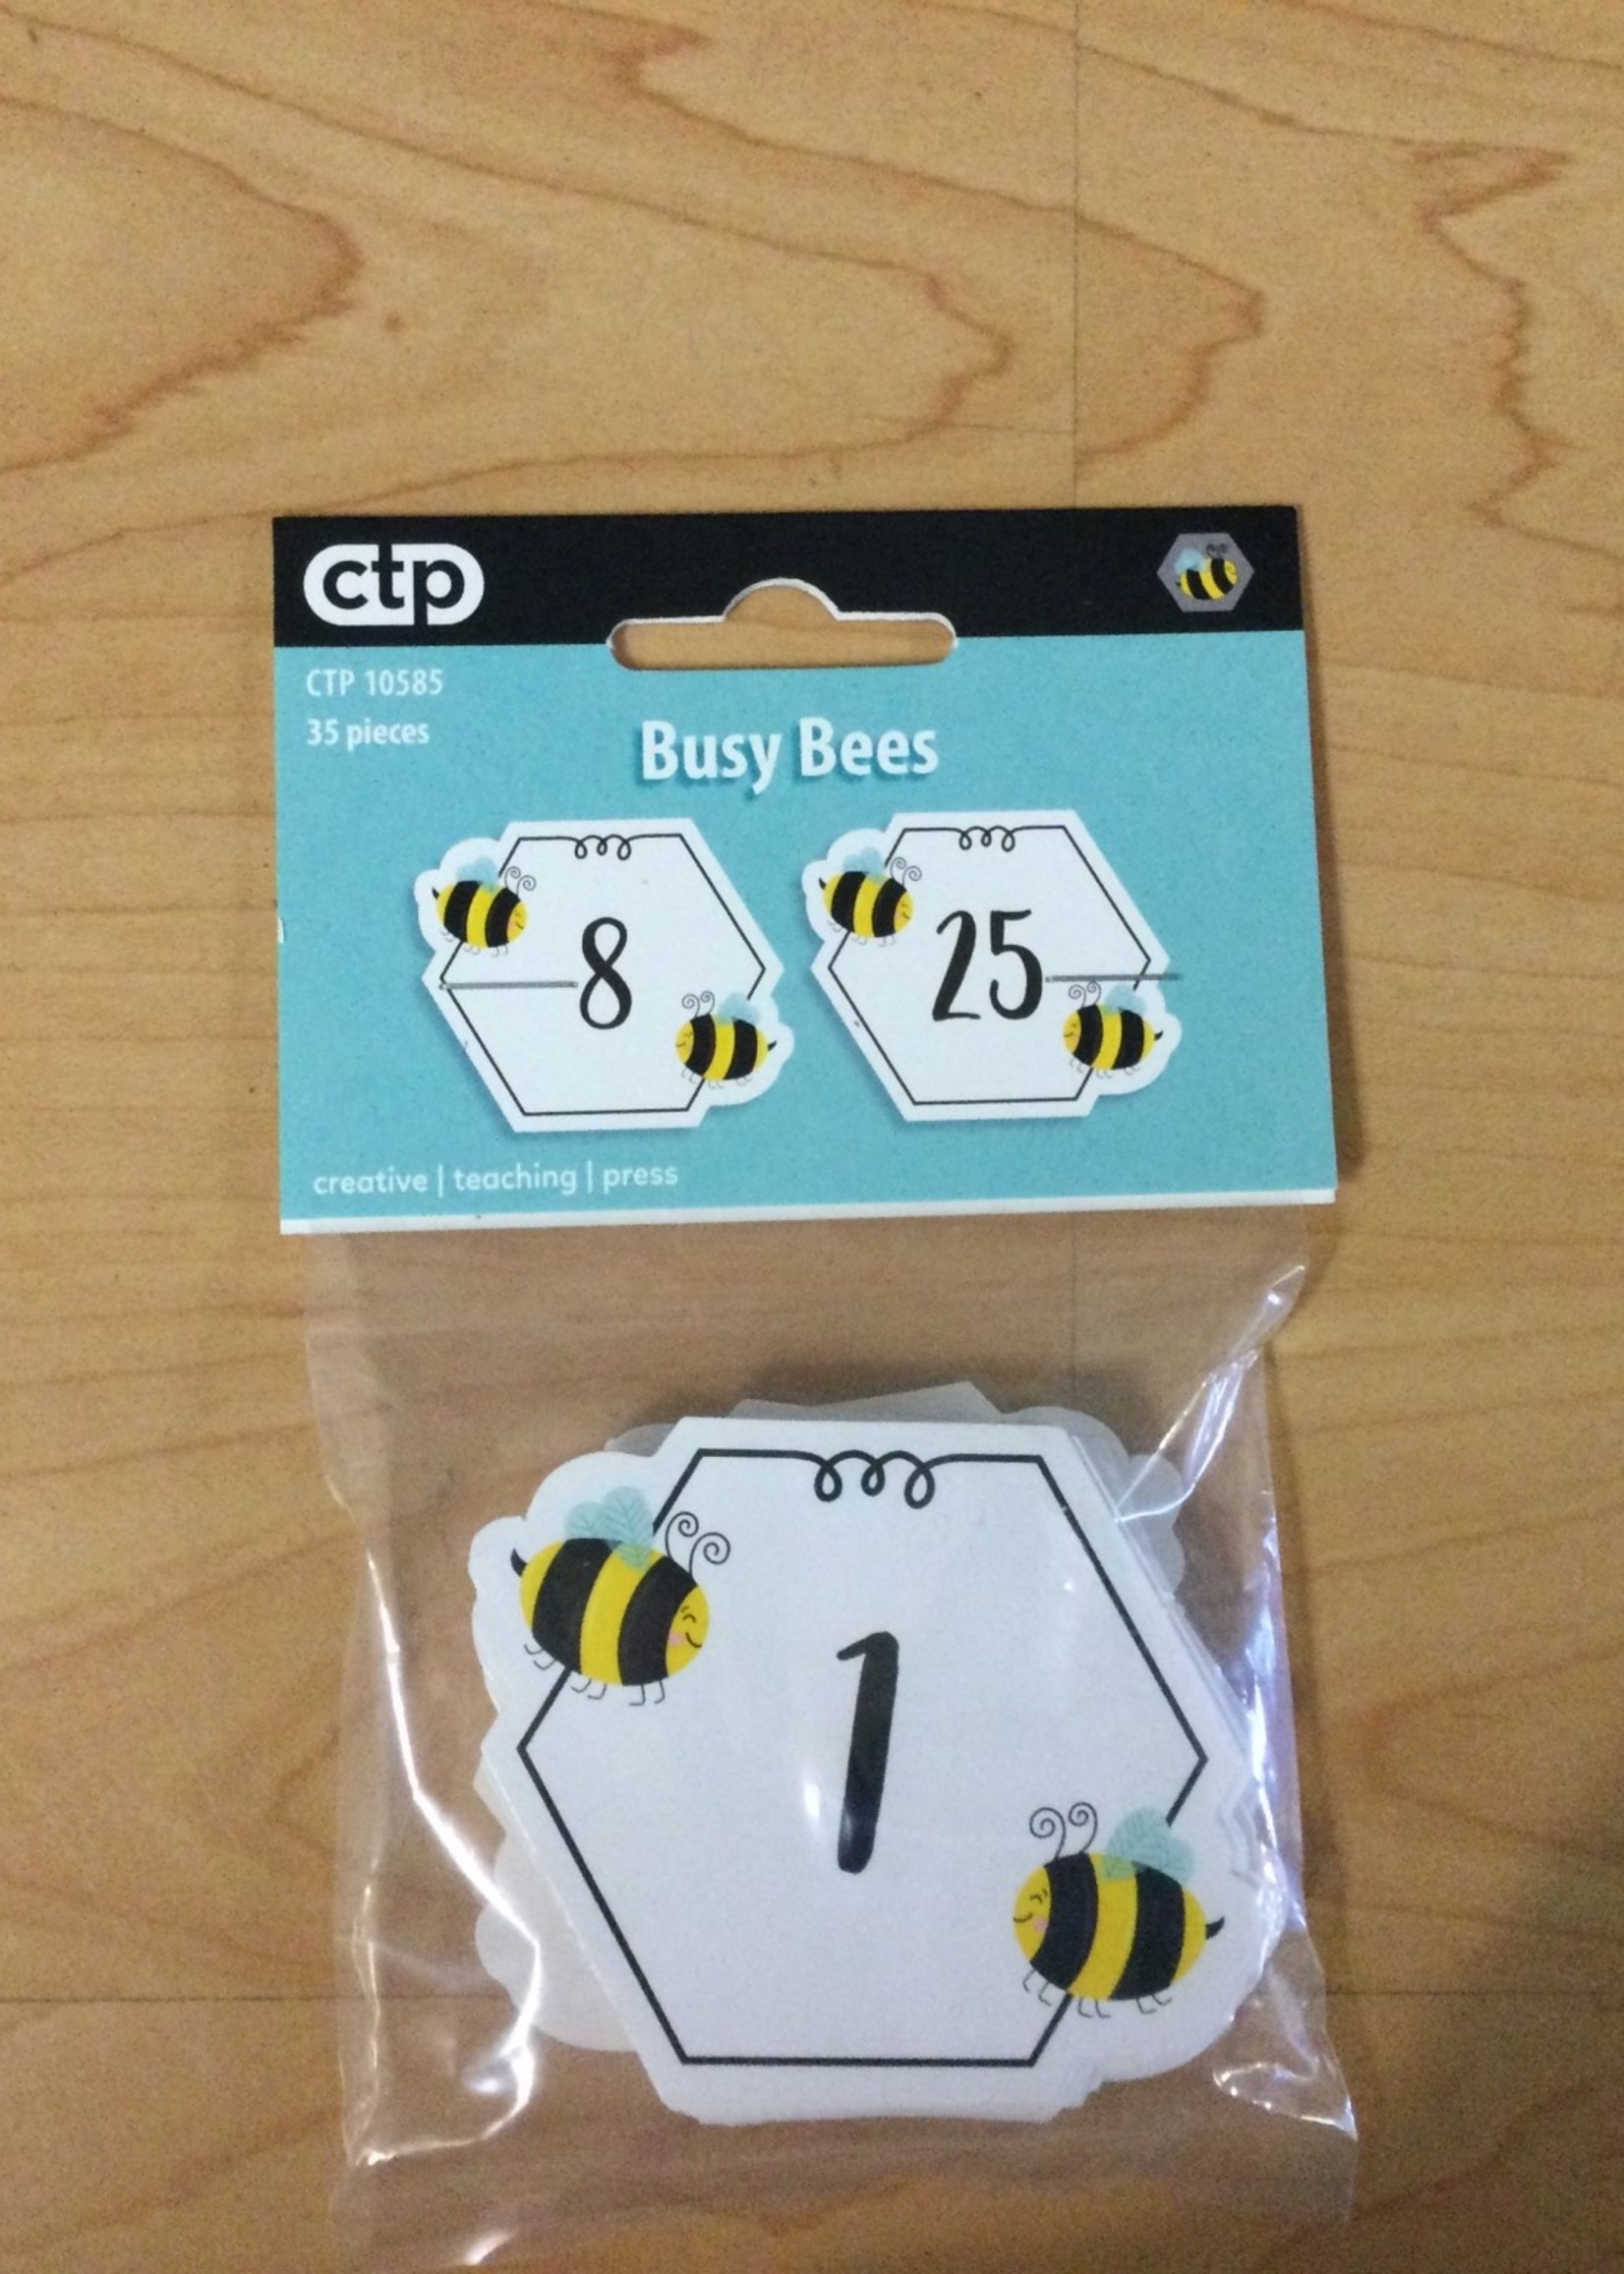 ctp
CTP 10585
35 pieces
Busy Bees
8
25
creative | teaching | press
1